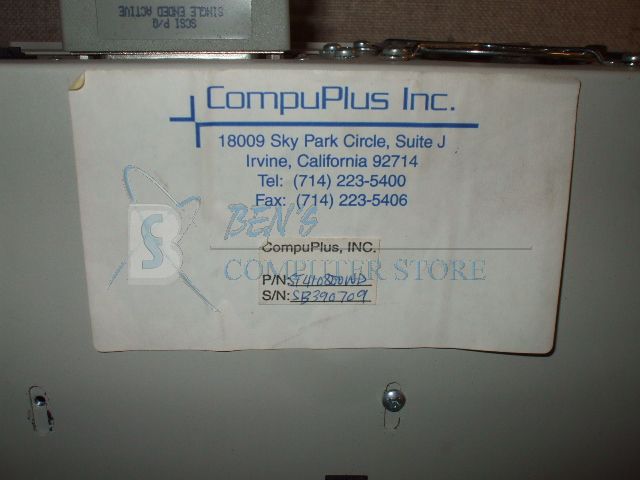 SCSI P/O
SINGLE ENDED ACTIVE
CompuPlus Inc.
18009 Sky Park Circle, Suite J
Irvine, California 92714
Tel: (714) 223-5400
Fax: (714) 223-5406
BEN'S
COMPUTER STORE
CompuPlus, INC.
P/N: ST410800WD
S/N: SB390709